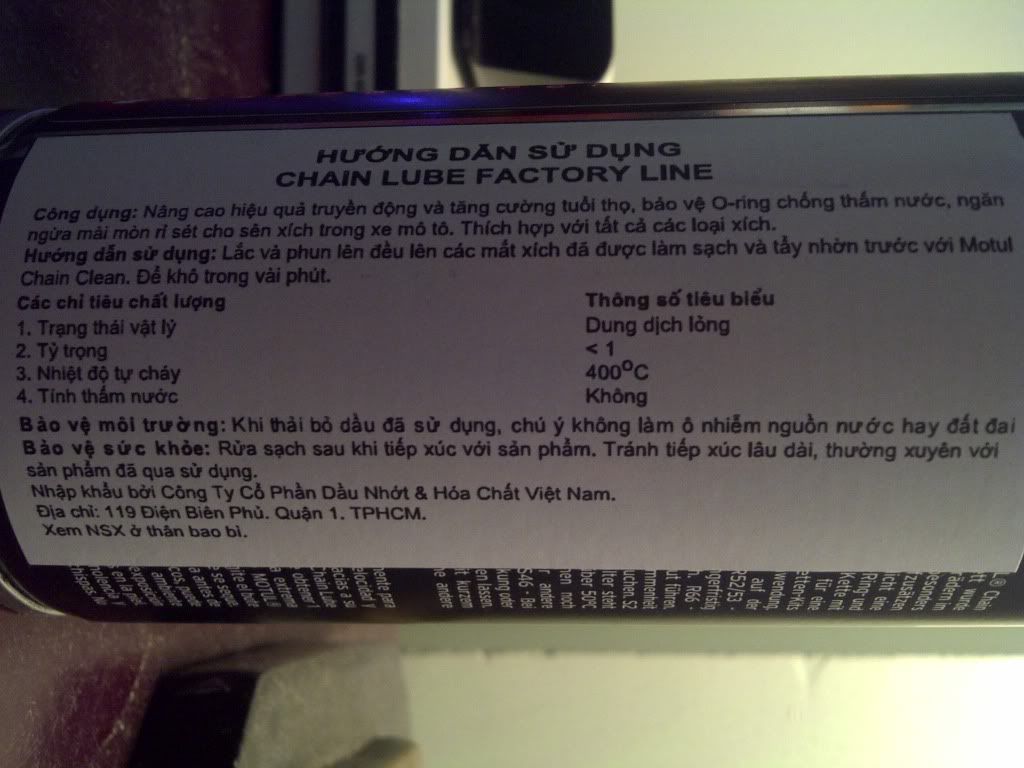 HƯỚNG DẪN SỬ DỤNG
CHAIN LUBE FACTORY LINE
Công dụng: Nâng cao hiệu quả truyền động và tăng cường tuổi thọ, bảo vệ O-ring chống thấm nước, ngăn
ngừa mài mòn rỉ sét cho sên xích trong xe mô tô. Thích hợp với tất cả các loại xích.
Hướng dẫn sử dụng: Lắc và phun lên đều lên các mắt xích đã được làm sạch và tẩy nhờn trước với Motul
Chain Clean. Để khô trong vài phút.
Các chỉ tiêu chất lượng Thông số tiêu biểu
1. Trạng thái vật lý Dung dịch lỏng
2. Tỷ trọng < 1
3. Nhiệt độ tự cháy 400°C
4. Tính thấm nước Không
Bảo vệ môi trường: Khi thải bỏ dầu đã sử dụng, chú ý không làm ô nhiễm nguồn nước hay đất đai
Bảo vệ sức khỏe: Rửa sạch sau khi tiếp xúc với sản phẩm. Tránh tiếp xúc lâu dài, thường xuyên với
sản phẩm đã qua sử dụng.
Nhập khẩu bởi Công Ty Cổ Phần Dầu Nhớt & Hóa Chất Việt Nam.
Địa chỉ: 119 Điện Biên Phủ. Quận 1. TPHCM.
Xem NSX ở thân bao bì.